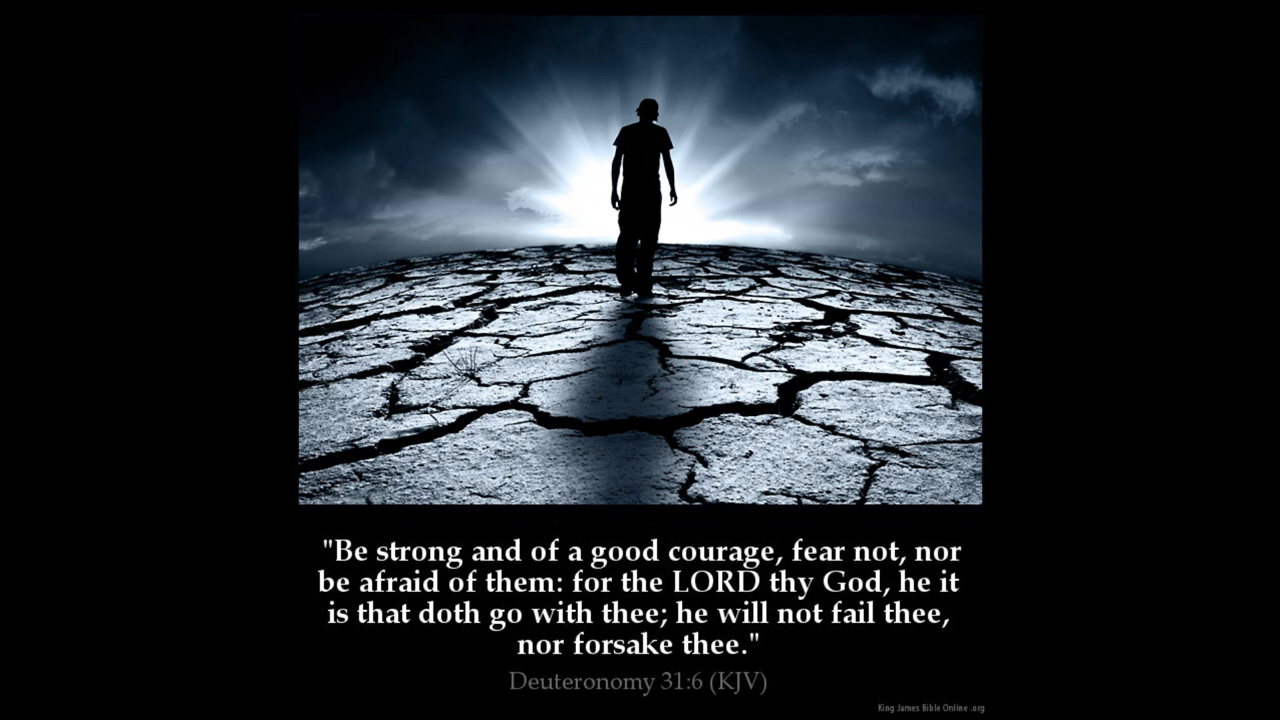 "Be strong and of a good courage, fear not, nor
be afraid of them: for the LORD thy God, he it
is that doth go with thee; he will not fail thee,
nor forsake thee."
Deuteronomy 31:6 (KJV)
King James Bible Online .org